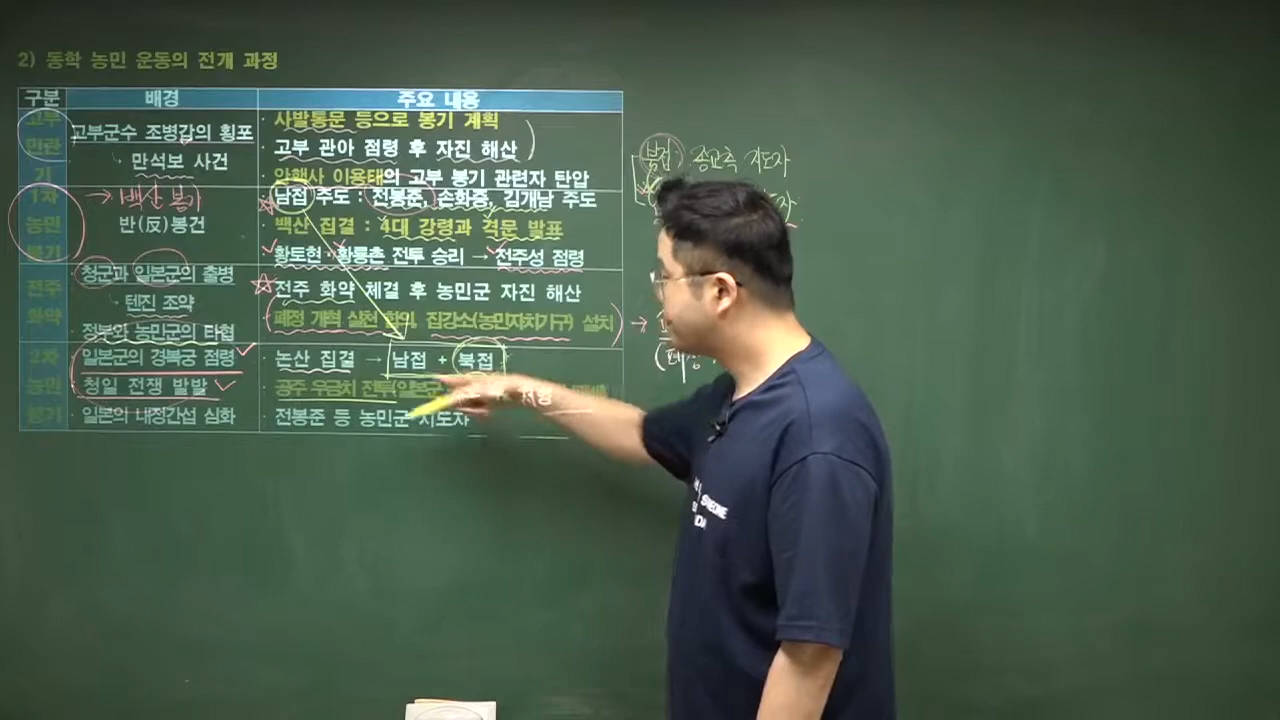 2) 동학 농민 운동의 전개 과정
구분 배경 주요 내용
고부 민란기
고부군수 조병갑의 횡포
만석보 사건
· 사발통문 등으로 봉기 계획
· 고부 관아 점령 후 자진 해산
· 안핵사 이용태의 고부 봉기 관련자 탄압
1차 농민 봉기
→ 백산 봉기
반(反)봉건
· 남접 주도 : 전봉준, 손화중, 김개남 주도
· 백산 집결 : 4대 강령과 격문 발표
· 황토현·황룡촌 전투 승리 → 전주성 점령
전주 화약
청군과 일본군의 출병
텐진 조약
정부와 농민군의 타협
· 전주 화약 체결 후 농민군 자진 해산
폐정 개혁 실천 합의, 집강소(농민자치기구) 설치 →
2차 농민 봉기
일본군의 경복궁 점령
청일 전쟁 발발
일본의 내정간섭 심화
· 논산 집결 → 남접 + 북접
· 공주 우금치 전투(일본군
· 전봉준 등 농민군 지도자
북접: 종교측 지도자